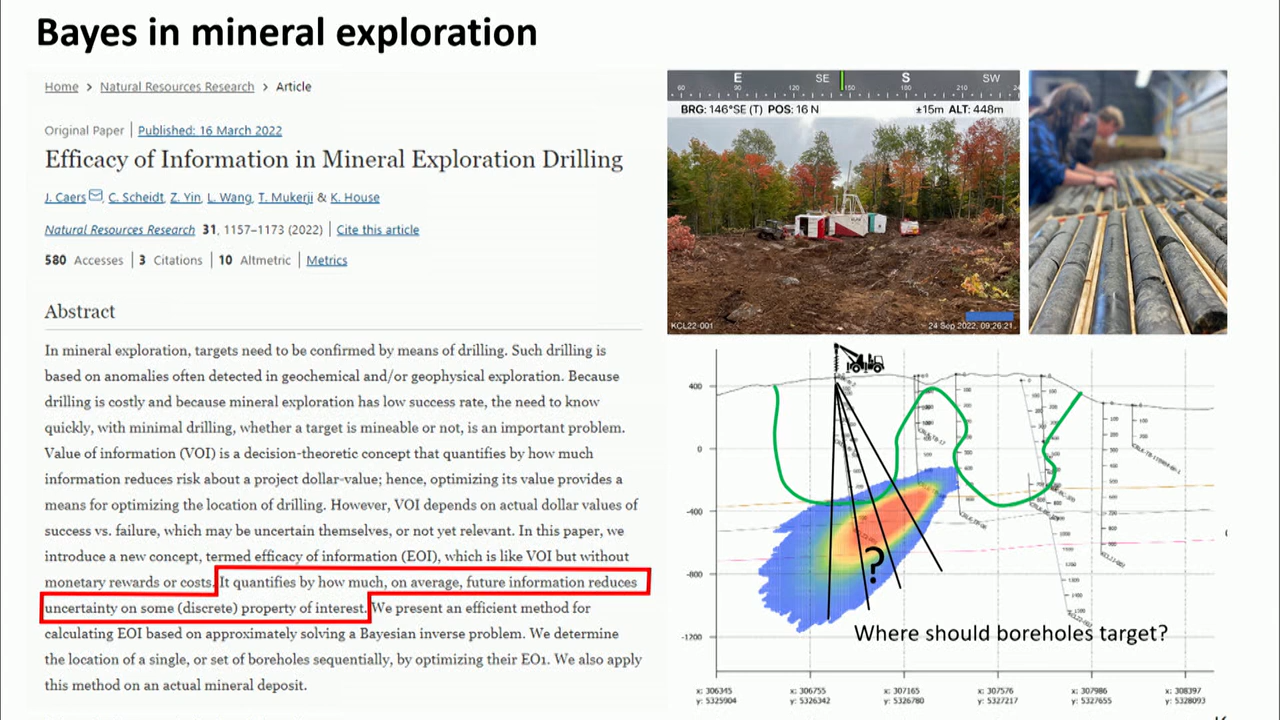 Bayes in mineral exploration
Home > Natural Resources Research > Article
Original Paper | Published: 16 March 2022
Efficacy of Information in Mineral Exploration Drilling
J. Caers, C. Scheidt, Z. Yin, L. Wang, T. Mukerji & K. House
Natural Resources Research 31, 1157–1173 (2022) | Cite this article
580 Accesses | 3 Citations | 10 Altmetric | Metrics
Abstract
In mineral exploration, targets need to be confirmed by means of drilling. Such drilling is
based on anomalies often detected in geochemical and/or geophysical exploration. Because
drilling is costly and because mineral exploration has low success rate, the need to know
quickly, with minimal drilling, whether a target is mineable or not, is an important problem.
Value of information (VOI) is a decision-theoretic concept that quantifies by how much
information reduces risk about a project dollar-value; hence, optimizing its value provides a
means for optimizing the location of drilling. However, VOI depends on actual dollar values of
success vs. failure, which may be uncertain themselves, or not yet relevant. In this paper, we
introduce a new concept, termed efficacy of information (EOI), which is like VOI but without
monetary rewards or costs. It quantifies by how much, on average, future information reduces
uncertainty on some (discrete) property of interest. We present an efficient method for
calculating EOI based on approximately solving a Bayesian inverse problem. We determine
the location of a single, or set of boreholes sequentially, by optimizing their EO1. We also apply
this method on an actual mineral deposit.
E SE S SW
60 90 120 150 180 210
BRG: 146°SE (T) POS: 16 N ±15m ALT: 448m
KCL22-001 24 Sep 2022, 09:26:21
400
0
-400
-800
-1200
?
Where should boreholes target?
x: 306345 x: 306755 x: 307165 x: 307576 x: 307986 x: 308397
y: 5325904 y: 5326342 y: 5326780 y: 5327217 y: 5327655 y: 5328093